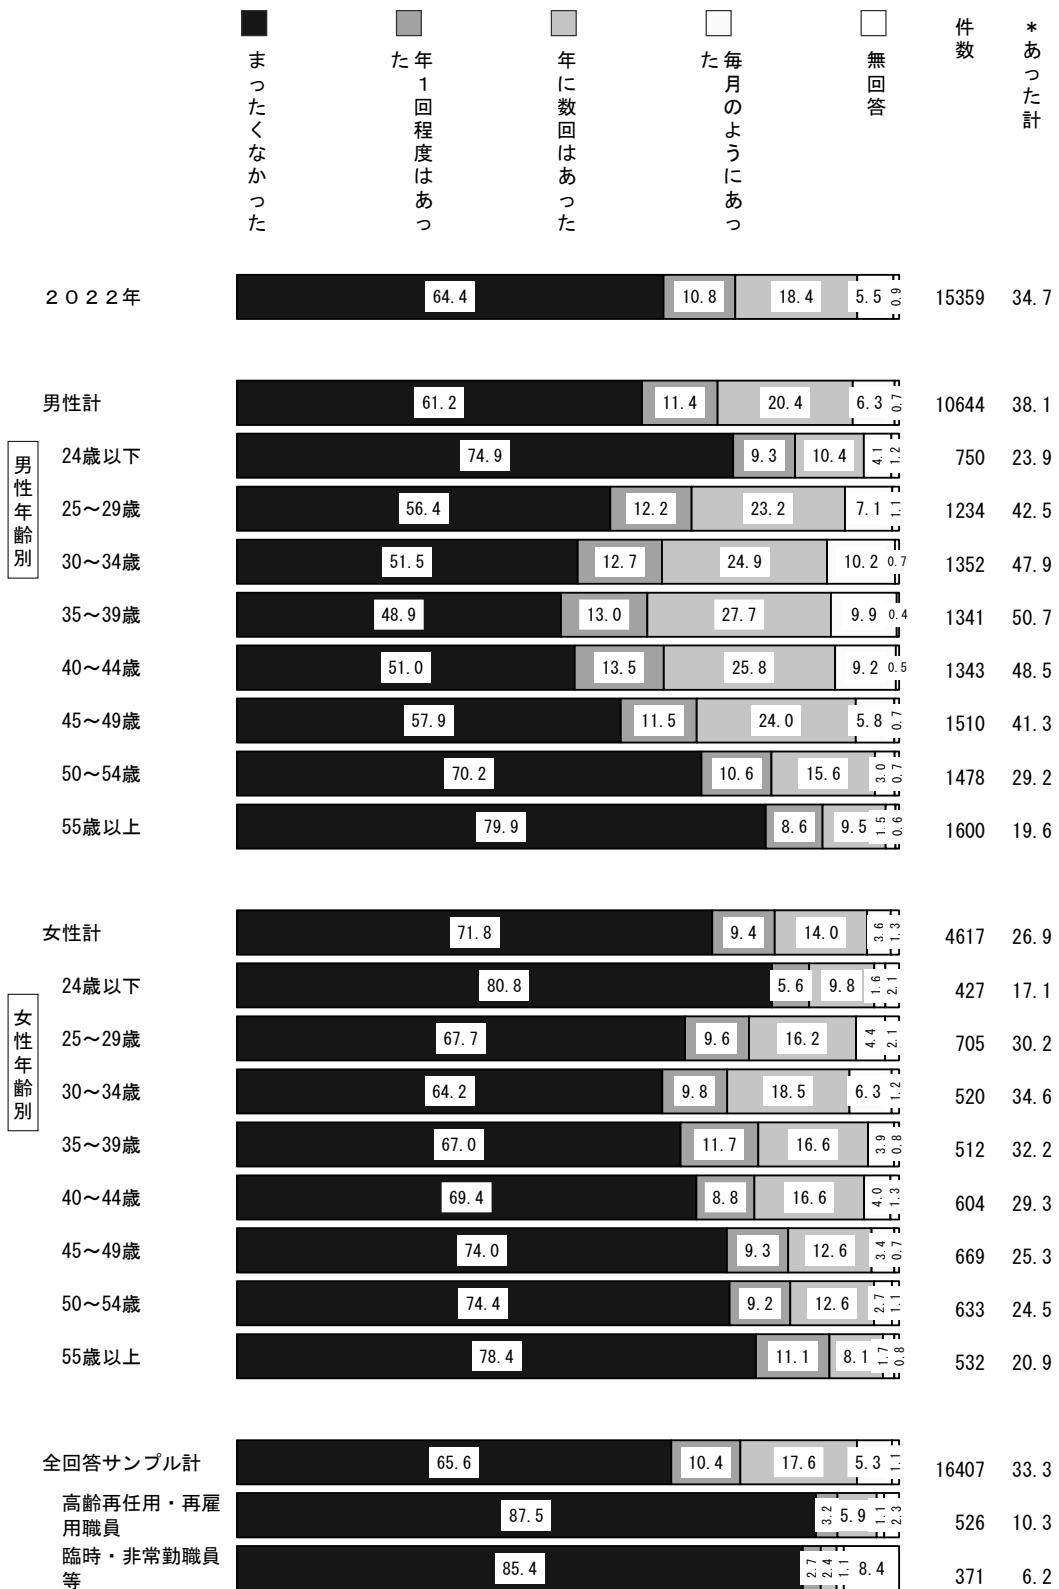 まったくなかった
年１回程度はあっ
た
年に数回はあった
毎月のようにあっ
た
無回答
件数
＊あった計
２０２２年 64.4 10.8 18.4 5.5 0.9 15359 34.7
男性計 61.2 11.4 20.4 6.3 0.7 10644 38.1
男性年齢別
24歳以下 74.9 9.3 10.4 4.1 1.2 750 23.9
25〜29歳 56.4 12.2 23.2 7.1 1.1 1234 42.5
30〜34歳 51.5 12.7 24.9 10.2 0.7 1352 47.9
35〜39歳 48.9 13.0 27.7 9.9 0.4 1341 50.7
40〜44歳 51.0 13.5 25.8 9.2 0.5 1343 48.5
45〜49歳 57.9 11.5 24.0 5.8 0.7 1510 41.3
50〜54歳 70.2 10.6 15.6 3.0 0.7 1478 29.2
55歳以上 79.9 8.6 9.5 1.5 0.6 1600 19.6
女性計 71.8 9.4 14.0 3.6 1.3 4617 26.9
女性年齢別
24歳以下 80.8 5.6 9.8 1.6 2.1 427 17.1
25〜29歳 67.7 9.6 16.2 4.4 2.1 705 30.2
30〜34歳 64.2 9.8 18.5 6.3 1.2 520 34.6
35〜39歳 67.0 11.7 16.6 3.9 0.8 512 32.2
40〜44歳 69.4 8.8 16.6 4.0 1.3 604 29.3
45〜49歳 74.0 9.3 12.6 3.4 0.7 669 25.3
50〜54歳 74.4 9.2 12.6 2.7 1.1 633 24.5
55歳以上 78.4 11.1 8.1 1.7 0.8 532 20.9
全回答サンプル計 65.6 10.4 17.6 5.3 1.1 16407 33.3
高齢再任用・再雇
用職員 87.5 3.2 5.9 1.1 2.3 526 10.3
臨時・非常勤職員
等 85.4 2.7 2.4 1.1 8.4 371 6.2